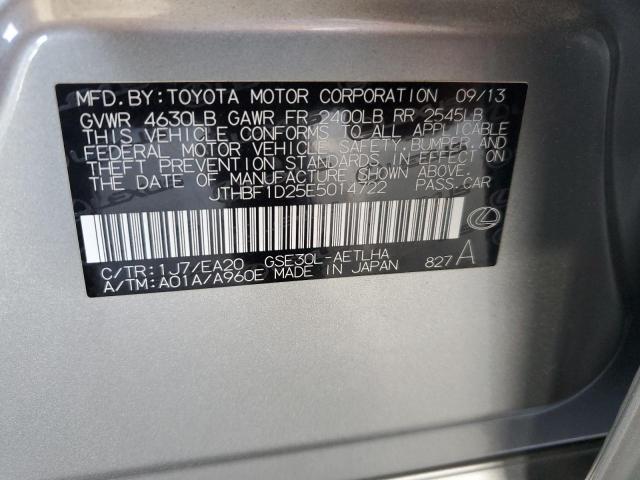 MFD. BY: TOYOTA MOTOR CORPORATION 09/13
GVWR 4630LB GAWR FR 2400LB RR 2545LB
THIS VEHICLE CONFORMS TO ALL APPLICABLE
FEDERAL MOTOR VEHICLE SAFETY, BUMPER, AND
THEFT PREVENTION STANDARDS IN EFFECT ON
THE DATE OF MANUFACTURE SHOWN ABOVE.
JTHBF1D25E5014722 PASS.CAR
C/TR:1J7/EA20 GSE30L-AETLHA
A/TM:A01A/A960E MADE IN JAPAN 827A